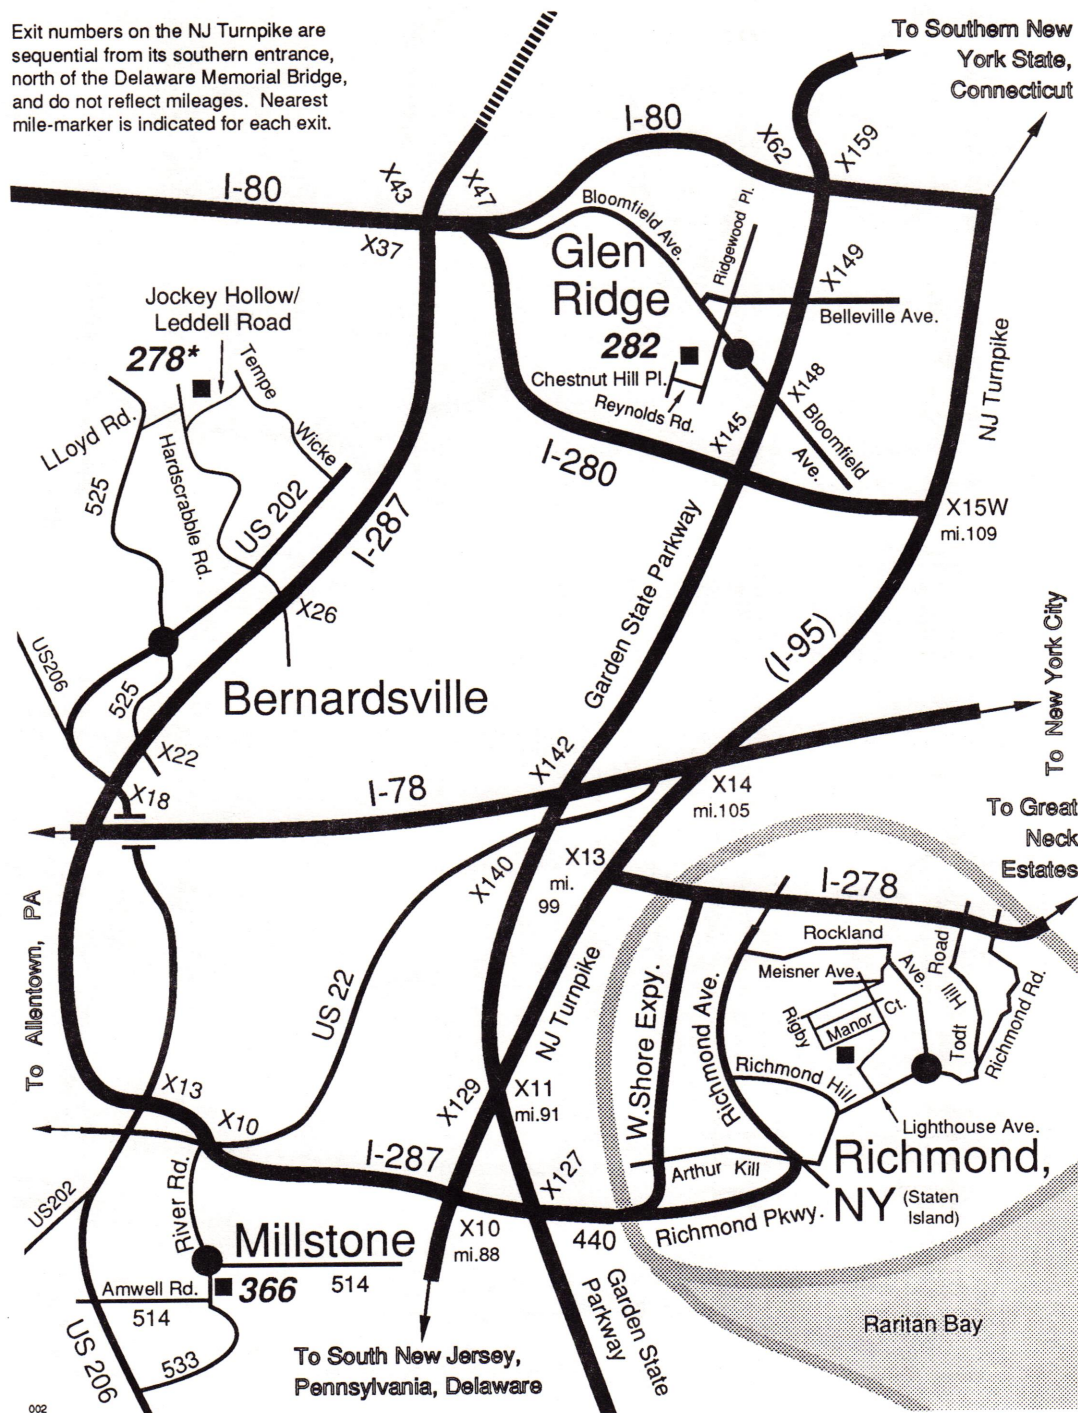 Exit numbers on the NJ Turnpike are
sequential from its southern entrance,
north of the Delaware Memorial Bridge,
and do not reflect mileages. Nearest
mile-marker is indicated for each exit.
To Southern New
York State,
Connecticut
I-80
X62
X159
I-80
X43
X47
X37
Bloomfield Ave.
Ridgewood Pl.
Glen
Ridge
X149
Belleville Ave.
282
Chestnut Hill Pl.
Reynolds Rd.
X148
Bloomfield
Ave.
X145
NJ Turnpike
Jockey Hollow/
Leddell Road
278*
Tempe
Wicke
LLoyd Rd.
525
Hardscrabble Rd.
US 202
I-287
I-280
X15W
mi.109
X26
Garden State Parkway
(I-95)
US206
525
Bernardsville
X22
X18
To New York City
X142
I-78
X14
mi.105
To Great
Neck
Estates
X140
X13
mi.
99
I-278
To Allentown, PA
US 22
NJ Turnpike
W.Shore Expy.
Richmond Ave.
Rockland
Ave.
Meisner Ave.
Rigby
Manor
Ct.
Road
Hill
Todt
Richmond Rd.
Richmond Hill
Lighthouse Ave.
X13
X10
X129
X11
mi.91
I-287
X127
Arthur Kill
Richmond,
NY
(Staten
Island)
Richmond Pkwy.
US202
River Rd.
Millstone
X10
mi.88
440
Amwell Rd.
366
514
514
533
US 206
Garden State
Parkway
Raritan Bay
To South New Jersey,
Pennsylvania, Delaware
002